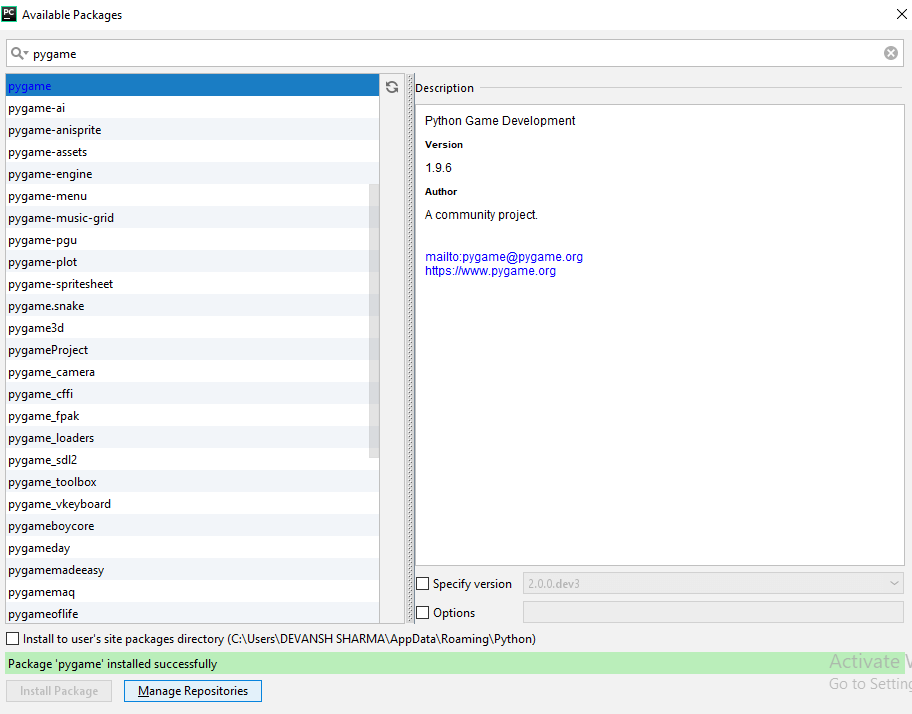 PC
Available Packages
pygame
pygame
pygame-ai
pygame-anisprite
pygame-assets
pygame-engine
pygame-menu
pygame-music-grid
pygame-pgu
pygame-plot
pygame-spritesheet
pygame.snake
pygame3d
pygameProject
pygame_camera
pygame_cffi
pygame_fpak
pygame_loaders
pygame_sdl2
pygame_toolbox
pygame_vkeyboard
pygameboycore
pygameday
pygamemadeeasy
pygamemaq
pygameoflife
Description
Python Game Development
Version
1.9.6
Author
A community project.
mailto:pygame@pygame.org
https://www.pygame.org
Specify version 2.0.0.dev3
Options
Install to user's site packages directory (C:\Users\DEVANSH SHARMA\AppData\Roaming\Python)
Package 'pygame' installed successfully
Install Package Manage Repositories
Activate
Go to Setting